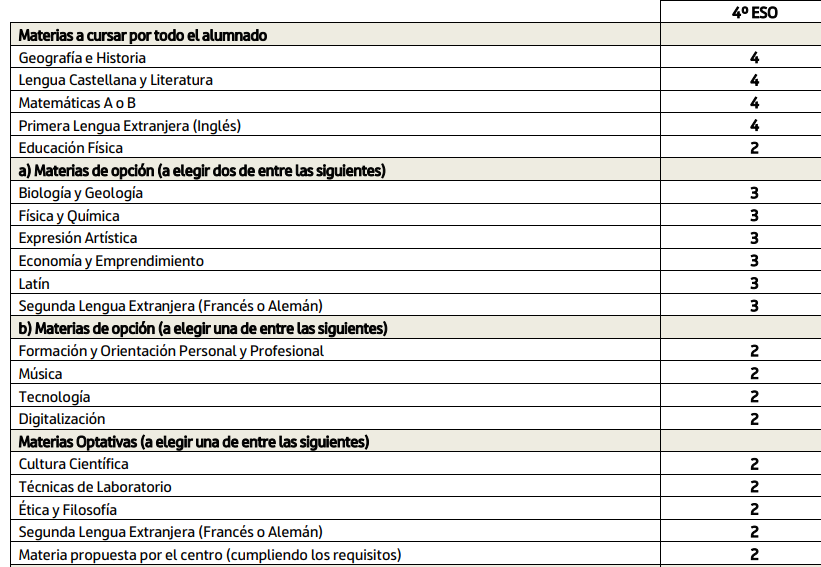 4º ESO
Materias a cursar por todo el alumnado
Geografía e Historia 4
Lengua Castellana y Literatura 4
Matemáticas A o B 4
Primera Lengua Extranjera (Inglés) 4
Educación Física 2
a) Materias de opción (a elegir dos de entre las siguientes)
Biología y Geología 3
Física y Química 3
Expresión Artística 3
Economía y Emprendimiento 3
Latín 3
Segunda Lengua Extranjera (Francés o Alemán) 3
b) Materias de opción (a elegir una de entre las siguientes)
Formación y Orientación Personal y Profesional 2
Música 2
Tecnología 2
Digitalización 2
Materias Optativas (a elegir una de entre las siguientes)
Cultura Científica 2
Técnicas de Laboratorio 2
Ética y Filosofía 2
Segunda Lengua Extranjera (Francés o Alemán) 2
Materia propuesta por el centro (cumpliendo los requisitos) 2